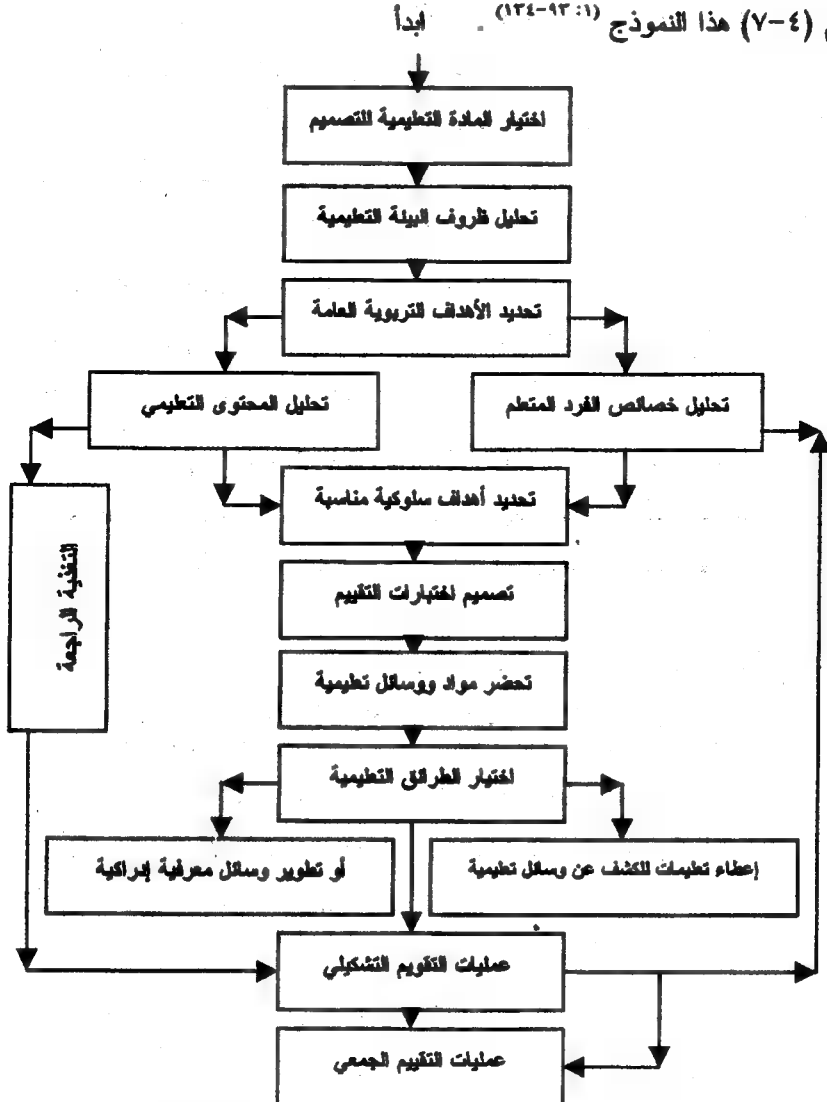 (٤-٧) هذا النموذج (١: ٩٣-١٣٤) .
ابدأ
اختيار المادة التعليمية للتصميم
تحليل ظروف البيئة التعليمية
تحديد الأهداف التربوية العامة
تحليل خصائص الفرد المتعلم
تحليل المحتوى التعليمي
تحديد أهداف سلوكية مناسبة
التغذية الراجعة
تصميم اختبارات التقييم
تحضر مواد ووسائل تعليمية
اختيار الطرائق التعليمية
إعطاء تعليمات للكشف عن وسائل تعليمية
أو تطوير وسائل معرفية إدراكية
عمليات التقويم التشكيلي
عمليات التقييم الجمعي